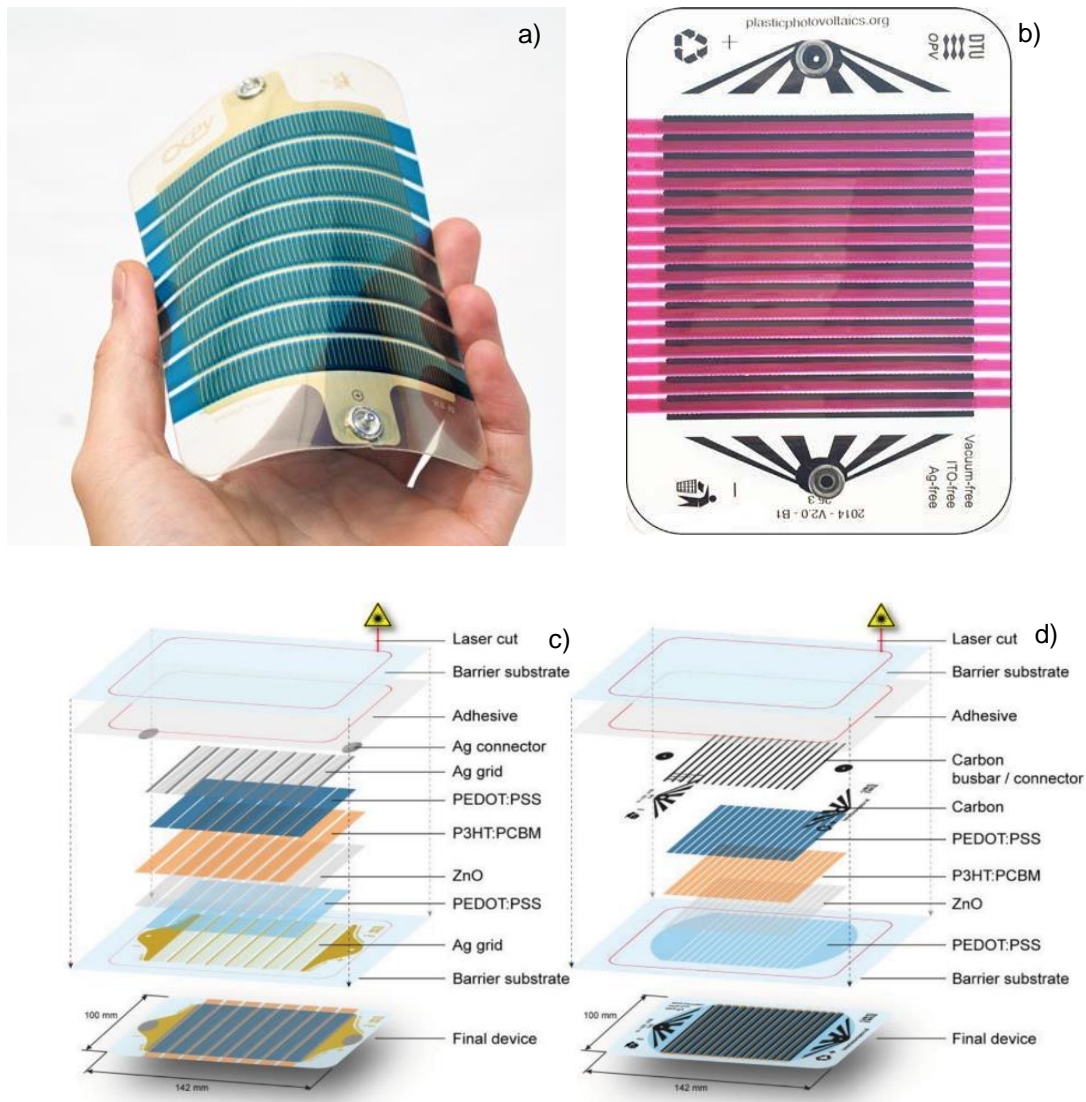 a)
plasticphotovoltaics.org
b)
+
DTU
OPV
+
Vacuum-free
ITO-free
Ag-free
−
26.3
2014 - V2.0 - B1
c)
Laser cut
Barrier substrate
Adhesive
Ag connector
Ag grid
PEDOT:PSS
P3HT:PCBM
ZnO
PEDOT:PSS
Ag grid
Barrier substrate
Final device
100 mm
142 mm
d)
Laser cut
Barrier substrate
Adhesive
Carbon
busbar / connector
Carbon
PEDOT:PSS
P3HT:PCBM
ZnO
PEDOT:PSS
Barrier substrate
Final device
100 mm
142 mm